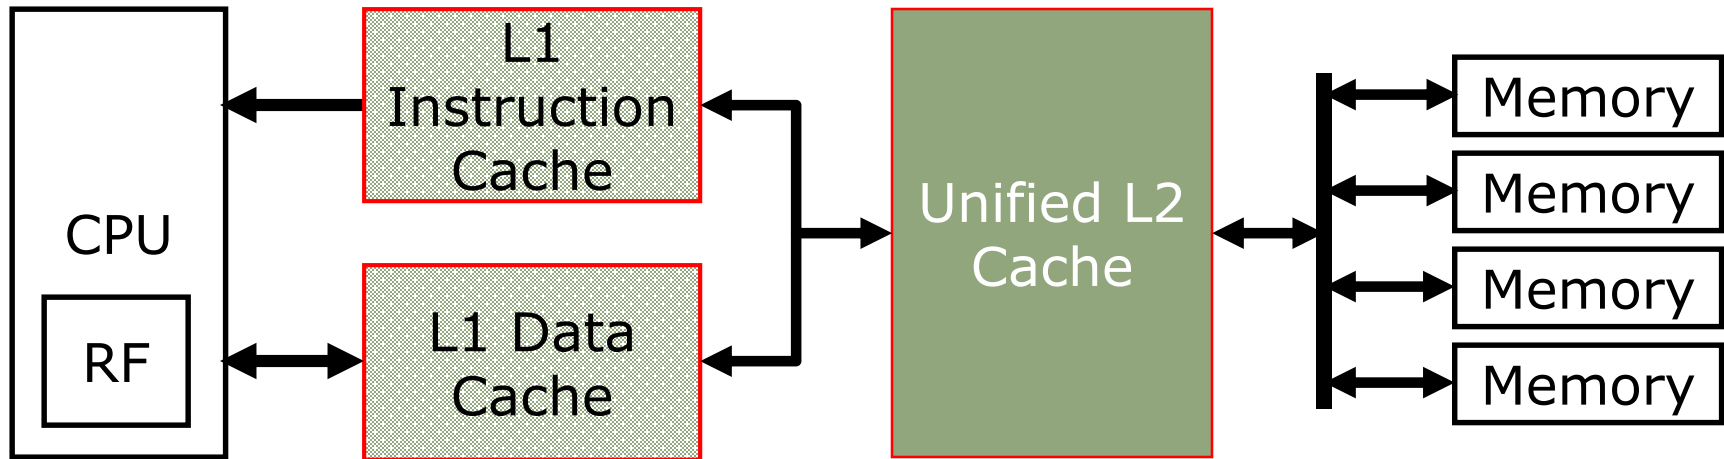 CPU
RF
L1
Instruction
Cache
L1 Data
Cache
Unified L2
Cache
Memory
Memory
Memory
Memory